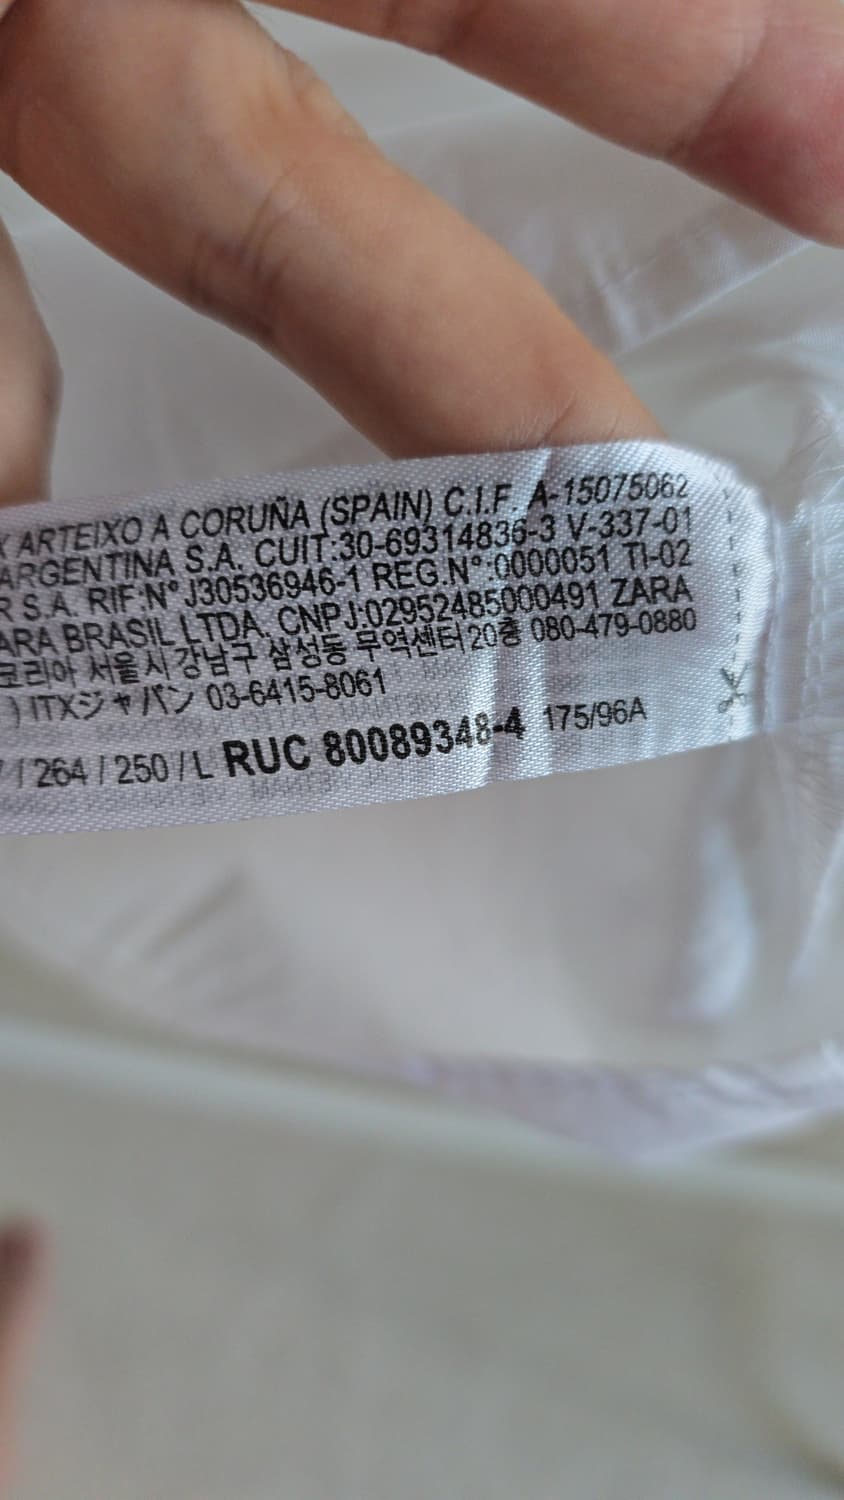 ARTEIXO A CORUÑA (SPAIN) C.I.F. A-15075062
ARGENTINA S.A. CUIT:30-69314836-3 V-337-01
R S.A. RIF:Nº J30536946-1 REG.Nº:0000051 TI-02
ARA BRASIL LTDA. CNPJ:02952485000491 ZARA
코리아 서울시 강남구 삼성동 무역센터 20층 080-479-0880
) ITXジャパン 03-6415-8061
/ 264 / 250 / L RUC 80089348-4 175/96A